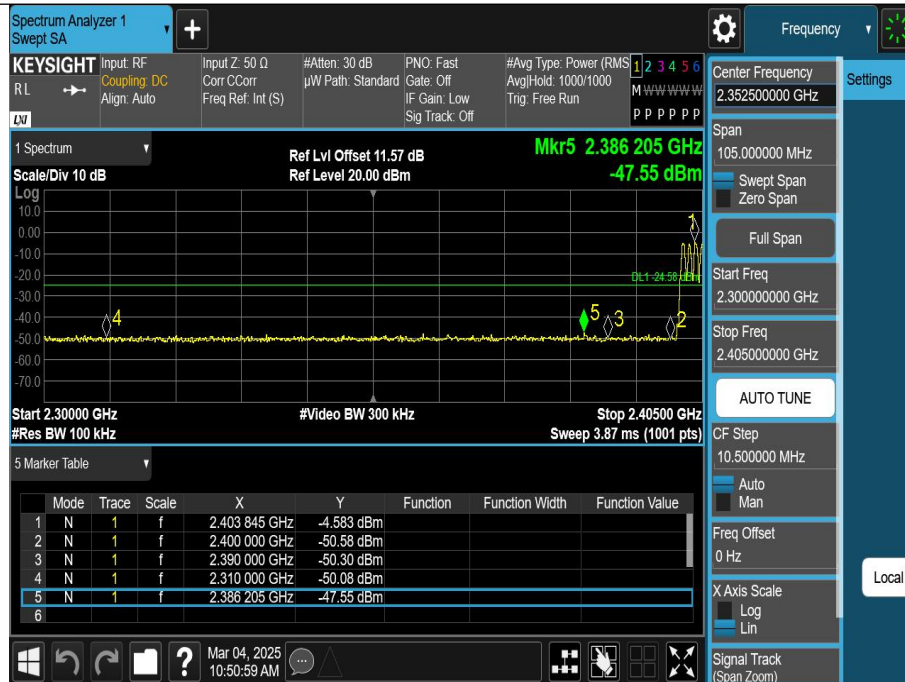 Spectrum Analyzer 1
Swept SA
Frequency
KEYSIGHT
RL
LXI
Input: RF
Coupling: DC
Align: Auto
Input Z: 50 Ω
Corr CCorr
Freq Ref: Int (S)
#Atten: 30 dB
µW Path: Standard
PNO: Fast
Gate: Off
IF Gain: Low
Sig Track: Off
#Avg Type: Power (RMS
Avg|Hold: 1000/1000
Trig: Free Run
1 2 3 4 5 6
M W W W W W
P P P P P P
1 Spectrum
Scale/Div 10 dB
Ref Lvl Offset 11.57 dB
Ref Level 20.00 dBm
Mkr5 2.386 205 GHz
-47.55 dBm
Log
10.0
0.00
-10.0
-20.0
-30.0
-40.0
-50.0
-60.0
-70.0
1
DL1 -24.58 dBm
4
5
3
2
Start 2.30000 GHz
#Res BW 100 kHz
#Video BW 300 kHz
Stop 2.40500 GHz
Sweep 3.87 ms (1001 pts)
5 Marker Table
Mode Trace Scale X Y Function Function Width Function Value
1 N 1 f 2.403 845 GHz -4.583 dBm
2 N 1 f 2.400 000 GHz -50.58 dBm
3 N 1 f 2.390 000 GHz -50.30 dBm
4 N 1 f 2.310 000 GHz -50.08 dBm
5 N 1 f 2.386 205 GHz -47.55 dBm
6
Mar 04, 2025
10:50:59 AM
?
Center Frequency
2.352500000 GHz
Settings
Span
105.000000 MHz
Swept Span
Zero Span
Full Span
Start Freq
2.300000000 GHz
Stop Freq
2.405000000 GHz
AUTO TUNE
CF Step
10.500000 MHz
Auto
Man
Freq Offset
0 Hz
Local
X Axis Scale
Log
Lin
Signal Track
(Span Zoom)